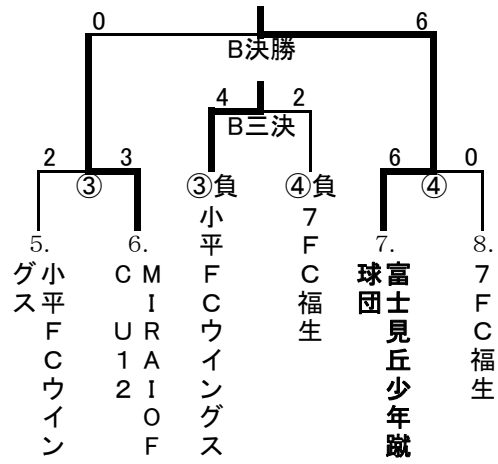 0
6
B決勝
4
2
B三決
2
3
6
0
③
③負
④負
④
5.
小平FCウイン
グス
6.
MIRAIOF
C U12
小平FCウイングス
7FC福生
7.
富士見丘少年蹴
球団
8.
7FC福生